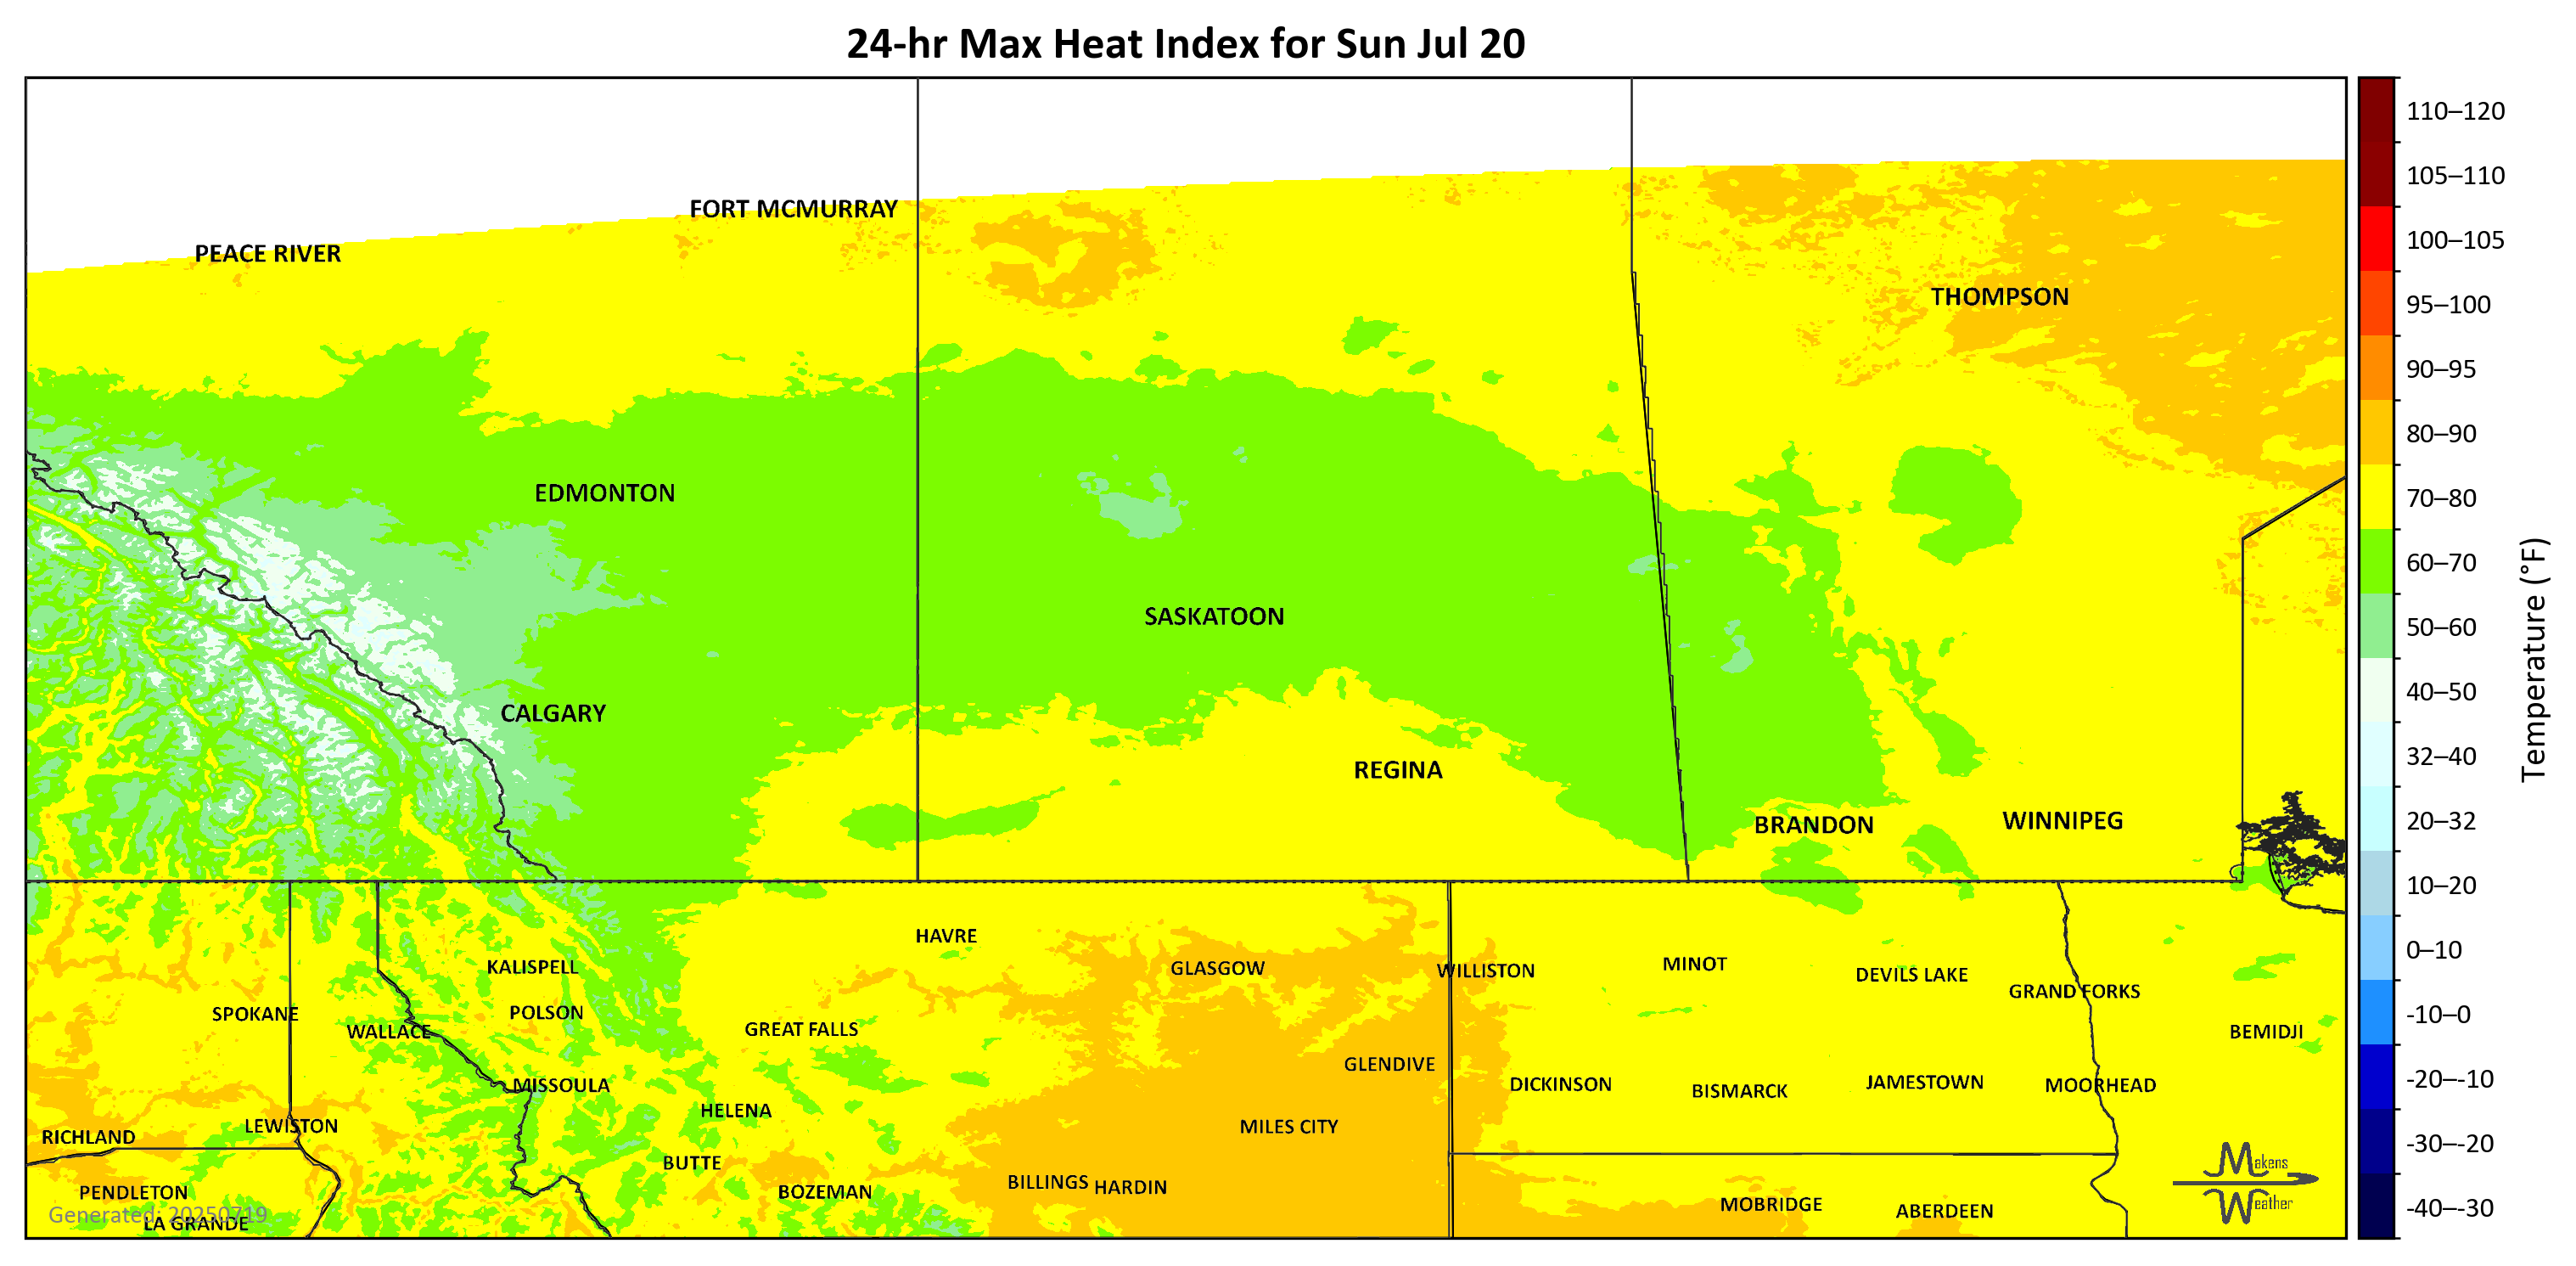 24-hr Max Heat Index for Sun Jul 20
FORT MCMURRAY
PEACE RIVER
THOMPSON
EDMONTON
SASKATOON
CALGARY
REGINA
BRANDON
WINNIPEG
HAVRE
KALISPELL
GLASGOW
WILLISTON
MINOT
DEVILS LAKE
GRAND FORKS
SPOKANE
POLSON
WALLACE
GREAT FALLS
BEMIDJI
GLENDIVE
MISSOULA
DICKINSON
BISMARCK
JAMESTOWN
MOORHEAD
HELENA
LEWISTON
MILES CITY
RICHLAND
BUTTE
PENDLETON
BOZEMAN
BILLINGS
HARDIN
MOBRIDGE
ABERDEEN
LA GRANDE
Generated: 20250719
Makens
Weather
110–120
105–110
100–105
95–100
90–95
80–90
70–80
60–70
50–60
40–50
32–40
20–32
10–20
0–10
-10–0
-20–-10
-30–-20
-40–-30
Temperature (°F)